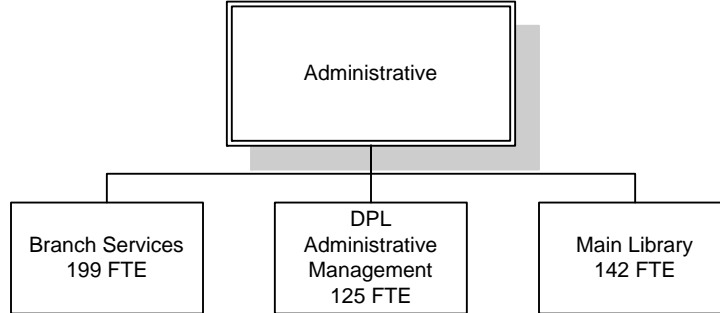 Administrative
Branch Services
199 FTE
DPL
Administrative
Management
125 FTE
Main Library
142 FTE